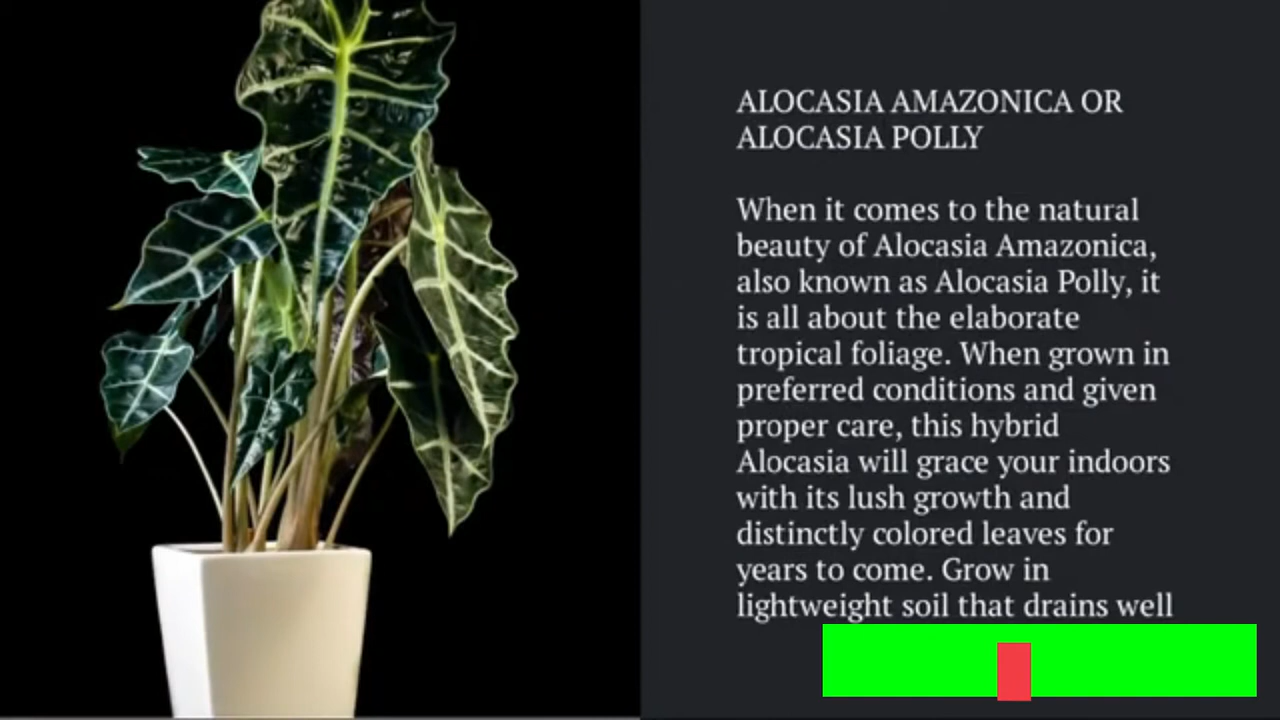 ALOCASIA AMAZONICA OR
ALOCASIA POLLY
When it comes to the natural
beauty of Alocasia Amazonica,
also known as Alocasia Polly, it
is all about the elaborate
tropical foliage. When grown in
preferred conditions and given
proper care, this hybrid
Alocasia will grace your indoors
with its lush growth and
distinctly colored leaves for
years to come. Grow in
lightweight soil that drains well